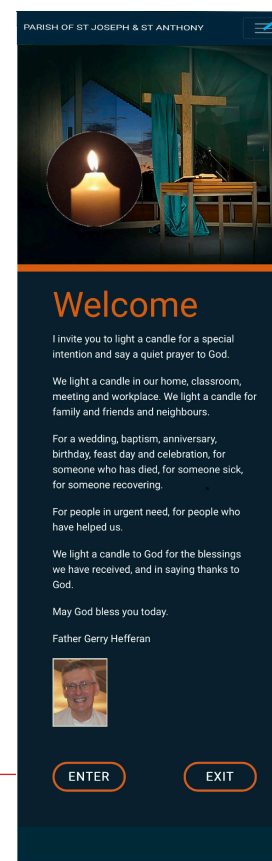 PARISH OF ST JOSEPH & ST ANTHONY
Welcome
I invite you to light a candle for a special
intention and say a quiet prayer to God.
We light a candle in our home, classroom,
meeting and workplace. We light a candle for
family and friends and neighbours.
For a wedding, baptism, anniversary,
birthday, feast day and celebration, for
someone who has died, for someone sick,
for someone recovering.
For people in urgent need, for people who
have helped us.
We light a candle to God for the blessings
we have received, and in saying thanks to
God.
May God bless you today.
Father Gerry Hefferan
ENTER
EXIT